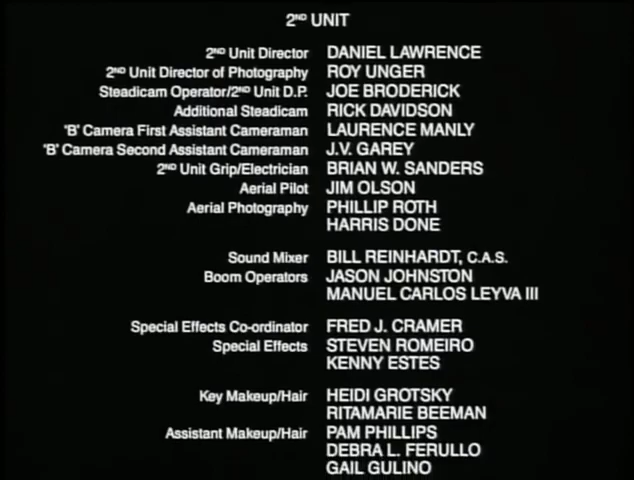 2ND UNIT
2ND Unit Director DANIEL LAWRENCE
2ND Unit Director of Photography ROY UNGER
Steadicam Operator/2ND Unit D.P. JOE BRODERICK
Additional Steadicam RICK DAVIDSON
'B' Camera First Assistant Cameraman LAURENCE MANLY
'B' Camera Second Assistant Cameraman J.V. GAREY
2ND Unit Grip/Electrician BRIAN W. SANDERS
Aerial Pilot JIM OLSON
Aerial Photography PHILLIP ROTH
HARRIS DONE
Sound Mixer BILL REINHARDT, C.A.S.
Boom Operators JASON JOHNSTON
MANUEL CARLOS LEYVA III
Special Effects Co-ordinator FRED J. CRAMER
Special Effects STEVEN ROMEIRO
KENNY ESTES
Key Makeup/Hair HEIDI GROTSKY
RITAMARIE BEEMAN
Assistant Makeup/Hair PAM PHILLIPS
DEBRA L. FERULLO
GAIL GULINO